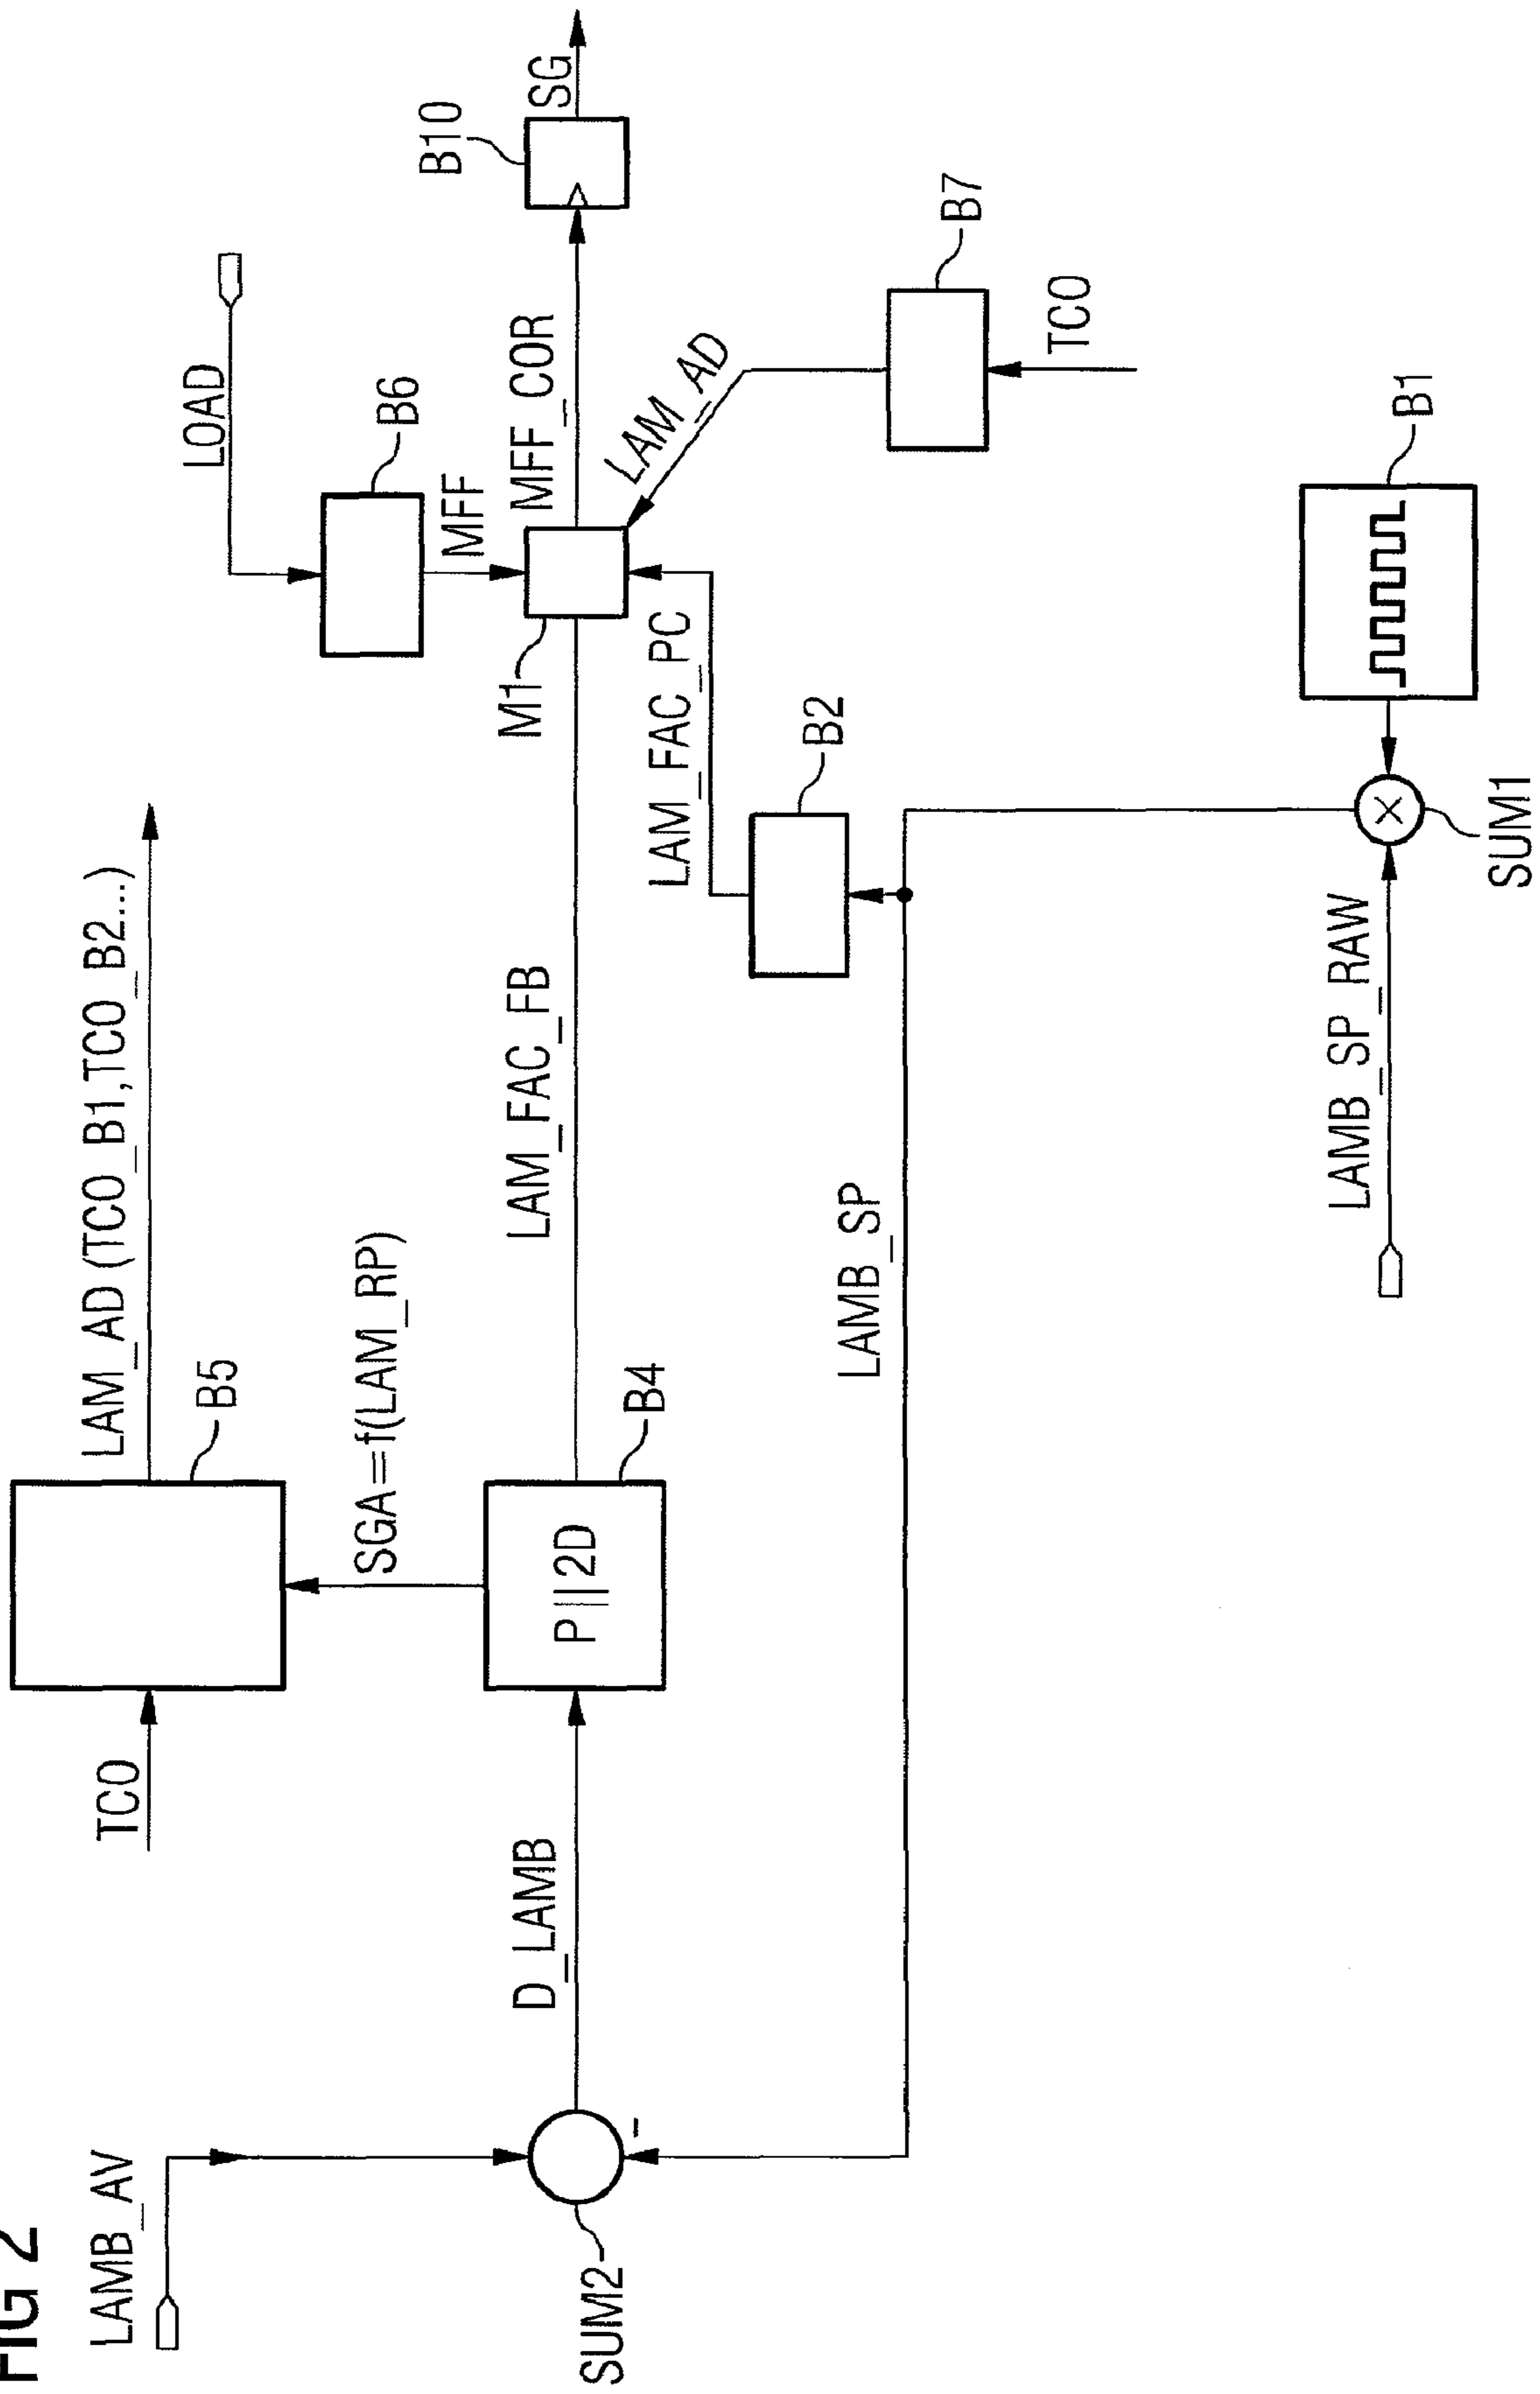 FIG 2
LAMB_AV
TCO
LAM_AD (TCO_B1,TCO_B2...)
B5
SGA=f(LAM_RP)
LOAD
B6
MFF
SUM2
D_LAMB
P||2D
B4
LAM_FAC_FB
M1
MFF_COR
B10
SG
LAM_FAC_PC
LAM_AD
B2
B7
TCO
LAMB_SP
LAMB_SP_RAW
B1
SUM1